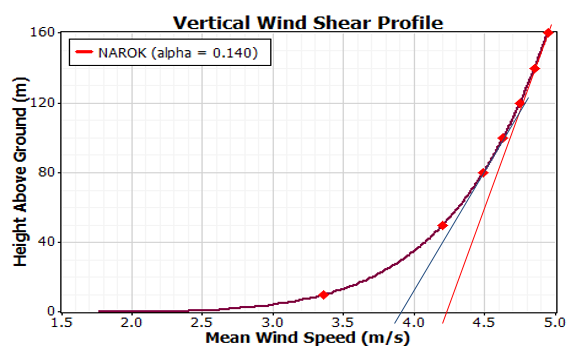 Vertical Wind Shear Profile
NAROK (alpha = 0.140)
Height Above Ground (m)
160
120
80
40
0
1.5 2.0 2.5 3.0 3.5 4.0 4.5 5.0
Mean Wind Speed (m/s)